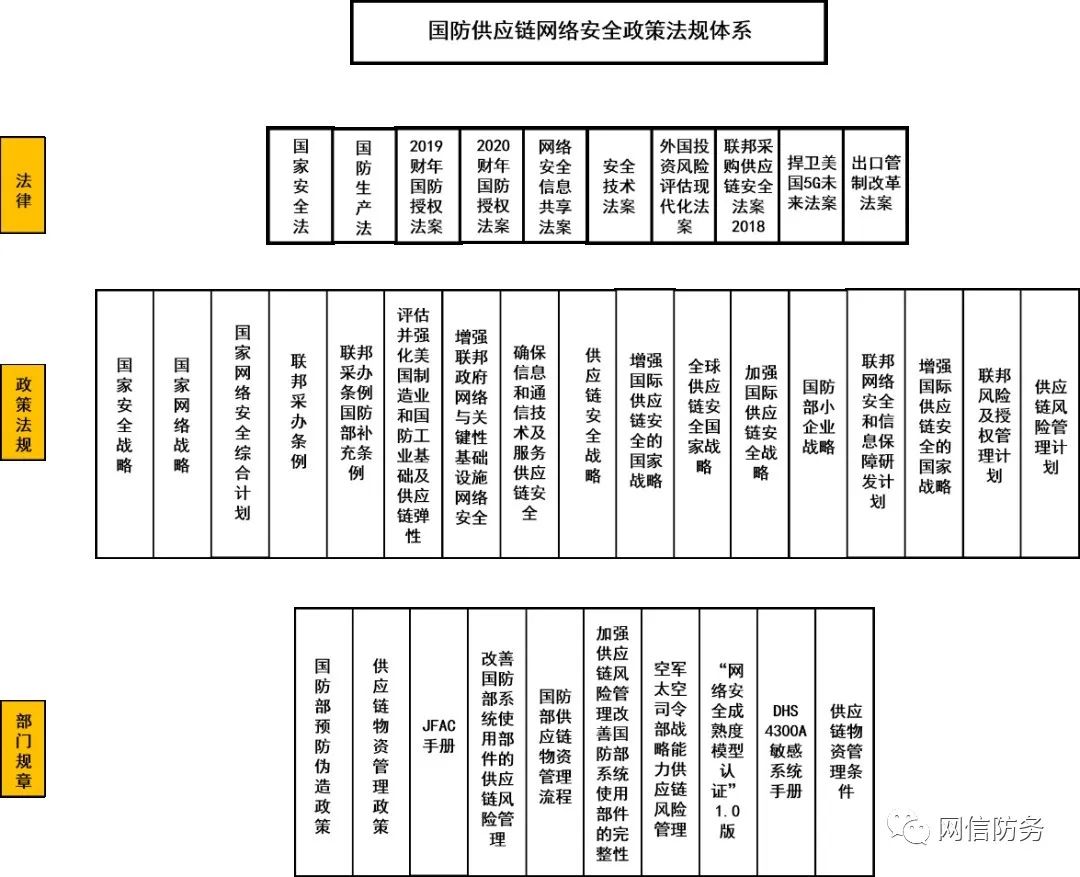 国防供应链网络安全政策法规体系
法律
国家安全法
国防生产法
2019
财年
国防
授权
法案
2020
财年
国防
授权
法案
网络
安全
信息
共享
法案
安全
技术
法案
外国投
资风险
评估现
代化法
案
联邦采
购供应
链安全
法案
2018
捍卫美
国5G未
来法案
出口管
制改革
法案
政策法规
国家安全战略
国家网络战略
国家网络安全综合计划
联邦采办条例
联邦
采办
条例
国防
部补
充条
例
评估
并强
化美
国制
造业
和国
防工
业基
础及
供应
链弹
性
增强
联邦
政府
网络
与关
键性
基础
设施
网络
安全
确保
信息
和通
信技
术及
服务
供应
链安
全
供应链安全战略
增强
国际
供应
链安
全的
国家
战略
全球
供应
链安
全国
家战
略
加强
国际
供应
链安
全战
略
国防
部小
企业
战略
联邦
网络
安全
和信
息保
障研
发计
划
增强
国际
供应
链安
全的
国家
战略
联邦
风险
及授
权管
理计
划
供应
链风
险管
理计
划
部门规章
国防部预防伪造政策
供应链物资管理政策
JFAC
手册
改善
国防
部系
统使
用部
件的
供应
链风
险管
理
国防
部供
应链
物资
管理
流程
加强
供应
链风
险管
理改
善国
防部
系统
使用
部件
的完
整性
空军
太空
司令
部战
略能
力供
应链
风险
管理
“网
络安
全成
熟度
模型
认
证”
1.0
版
DHS
4300A
敏感
系统
手册
供应
链物
资管
理条
件
网信防务